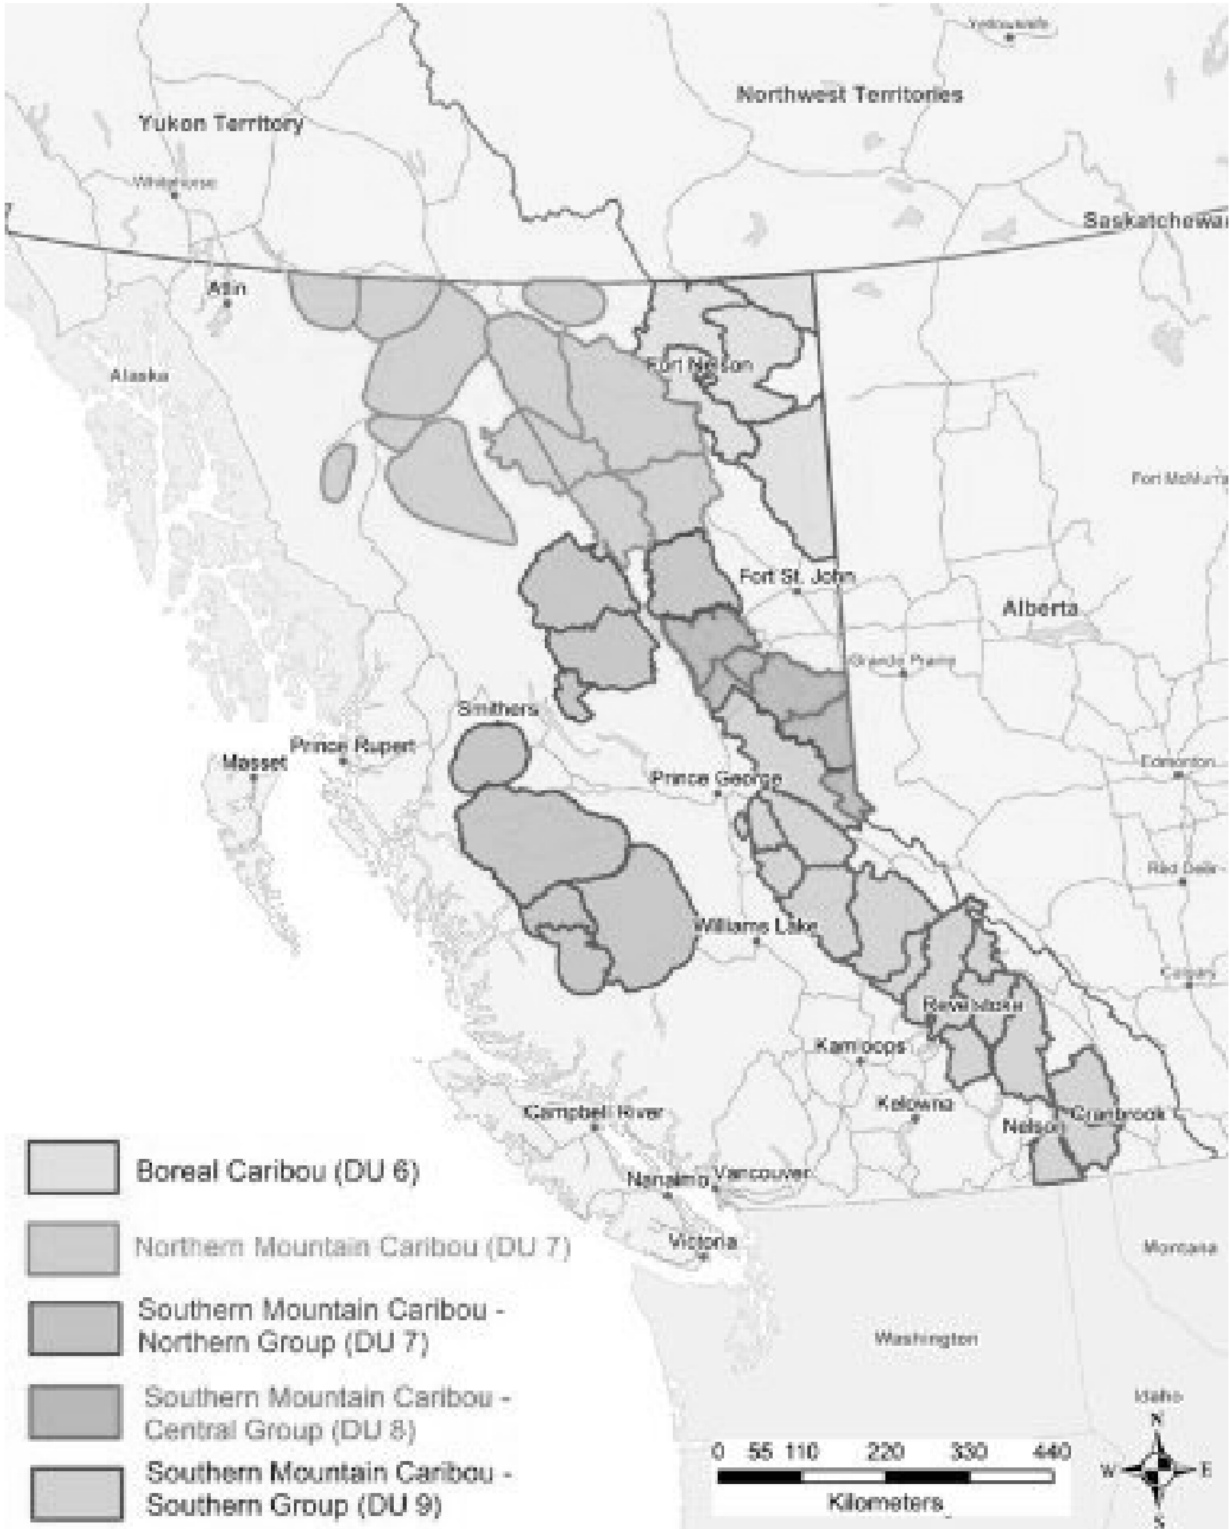 Yellowknife
Northwest Territories
Yukon Territory
Whitehorse
Saskatchewa
Atlin
Fort Nelson
Alaska
Fort McMurra
Fort St. John
Alberta
Grande Prairie
Smithers
Prince Rupert
Masset
Prince George
Edmonton
Red Deer
Williams Lake
Calgary
Revelstoke
Kamloops
Kelowna
Campbell River
Cranbrook
Nelson
Boreal Caribou (DU 6)
Nanaimo
Vancouver
Northern Mountain Caribou (DU 7)
Victoria
Montana
Southern Mountain Caribou -
Northern Group (DU 7)
Washington
Southern Mountain Caribou -
Central Group (DU 8)
Idaho
Southern Mountain Caribou -
Southern Group (DU 9)
0 55 110 220 330 440
Kilometers
N
W E
S